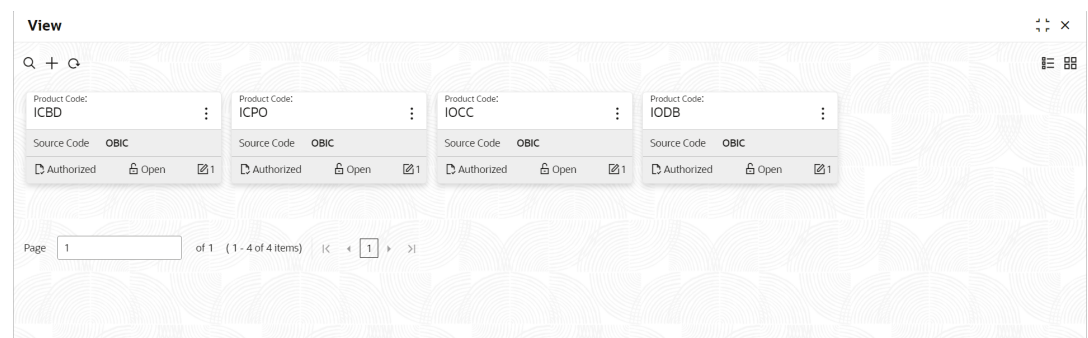 View
Product Code: Product Code: Product Code: Product Code:
ICBD ICPO IOCC IODB
Source Code OBIC Source Code OBIC Source Code OBIC Source Code OBIC
Authorized Open 1 Authorized Open 1 Authorized Open 1 Authorized Open 1
Page 1 of 1 (1 - 4 of 4 items) 1